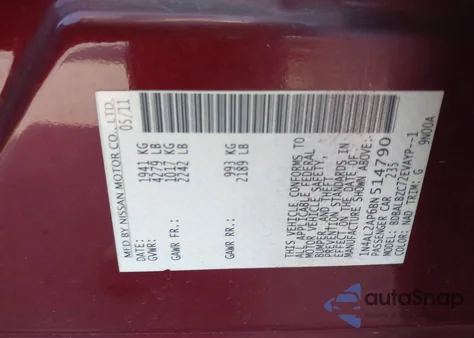 MFD BY NISSAN MOTOR CO., LTD.
05/11
GVWR: 1941 KG
4279 LB
GAWR FR: 1017 KG
2242 LB
GAWR RR: 993 KG
2189 LB
THIS VEHICLE CONFORMS TO
ALL APPLICABLE FEDERAL
MOTOR VEHICLE SAFETY,
BUMPER, AND THEFT
PREVENTION STANDARDS IN
EFFECT ON THE DATE OF
MANUFACTURE SHOWN ABOVE.
1N4AL2AP6BN 514790
PASSENGER CAR 235
MODEL: BDBALB2C77EVAYP--1
COLOR: NAD TRIM: G 9N00A
autoSnap